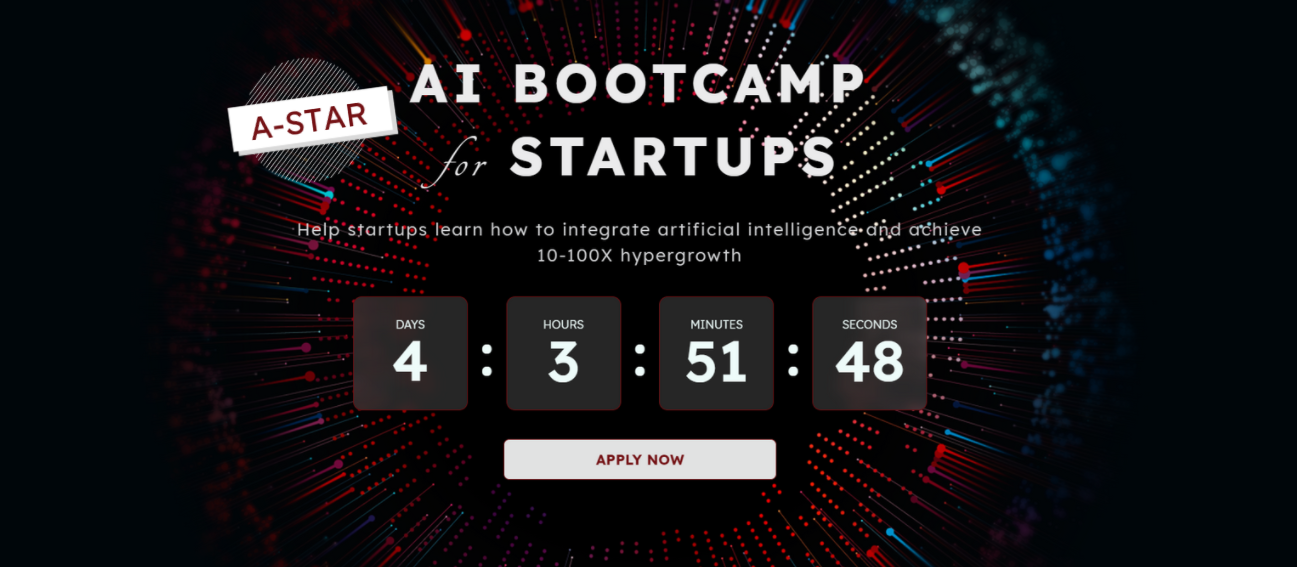 A-STAR
AI BOOTCAMP
for STARTUPS
Help startups learn how to integrate artificial intelligence and achieve
10-100X hypergrowth
DAYS HOURS MINUTES SECONDS
4 : 3 : 51 : 48
APPLY NOW